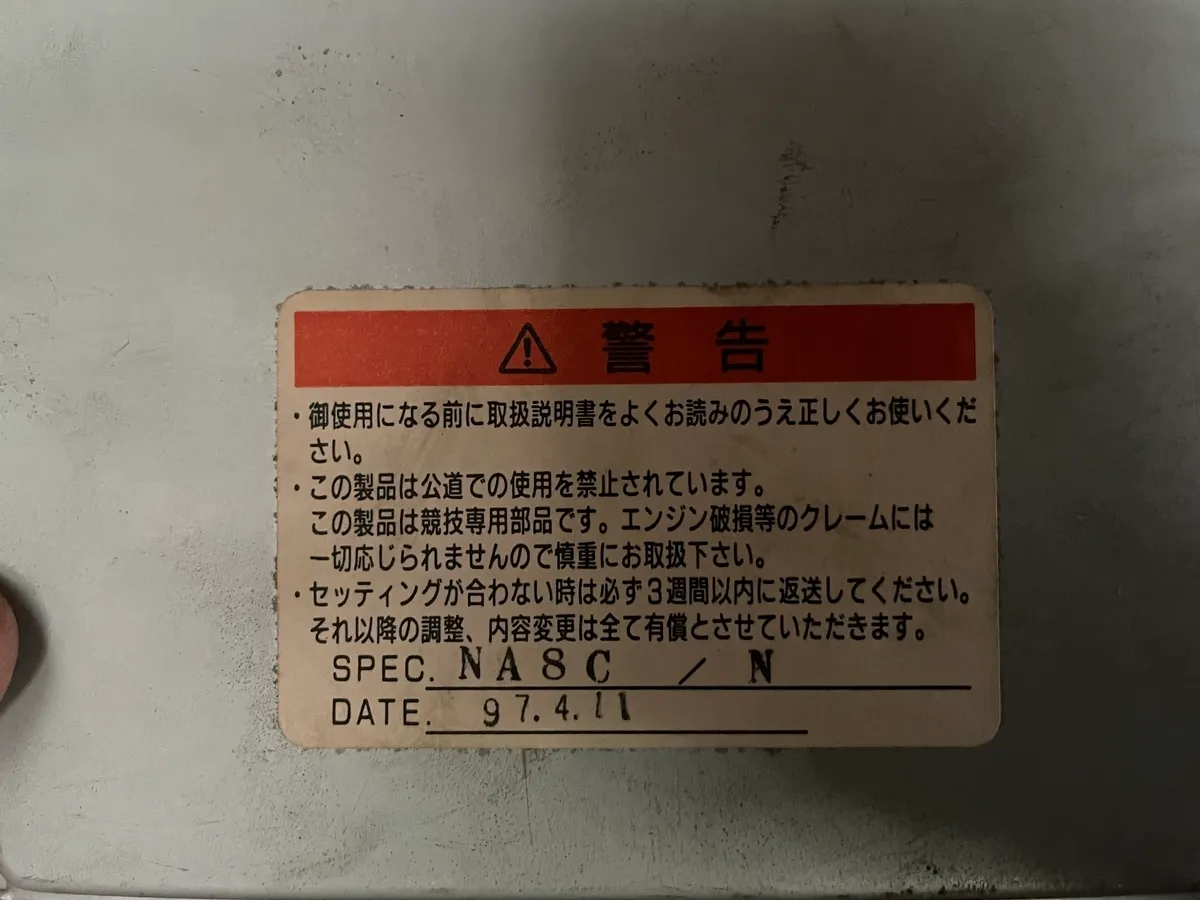 警告
・御使用になる前に取扱説明書をよくお読みのうえ正しくお使いくだ
さい。
・この製品は公道での使用を禁止されています。
この製品は競技専用部品です。エンジン破損等のクレームには
一切応じられませんので慎重にお取扱下さい。
・セッティングが合わない時は必ず3週間以内に返送してください。
それ以降の調整、内容変更は全て有償とさせていただきます。
SPEC. NA8C / N
DATE. 97.4.11